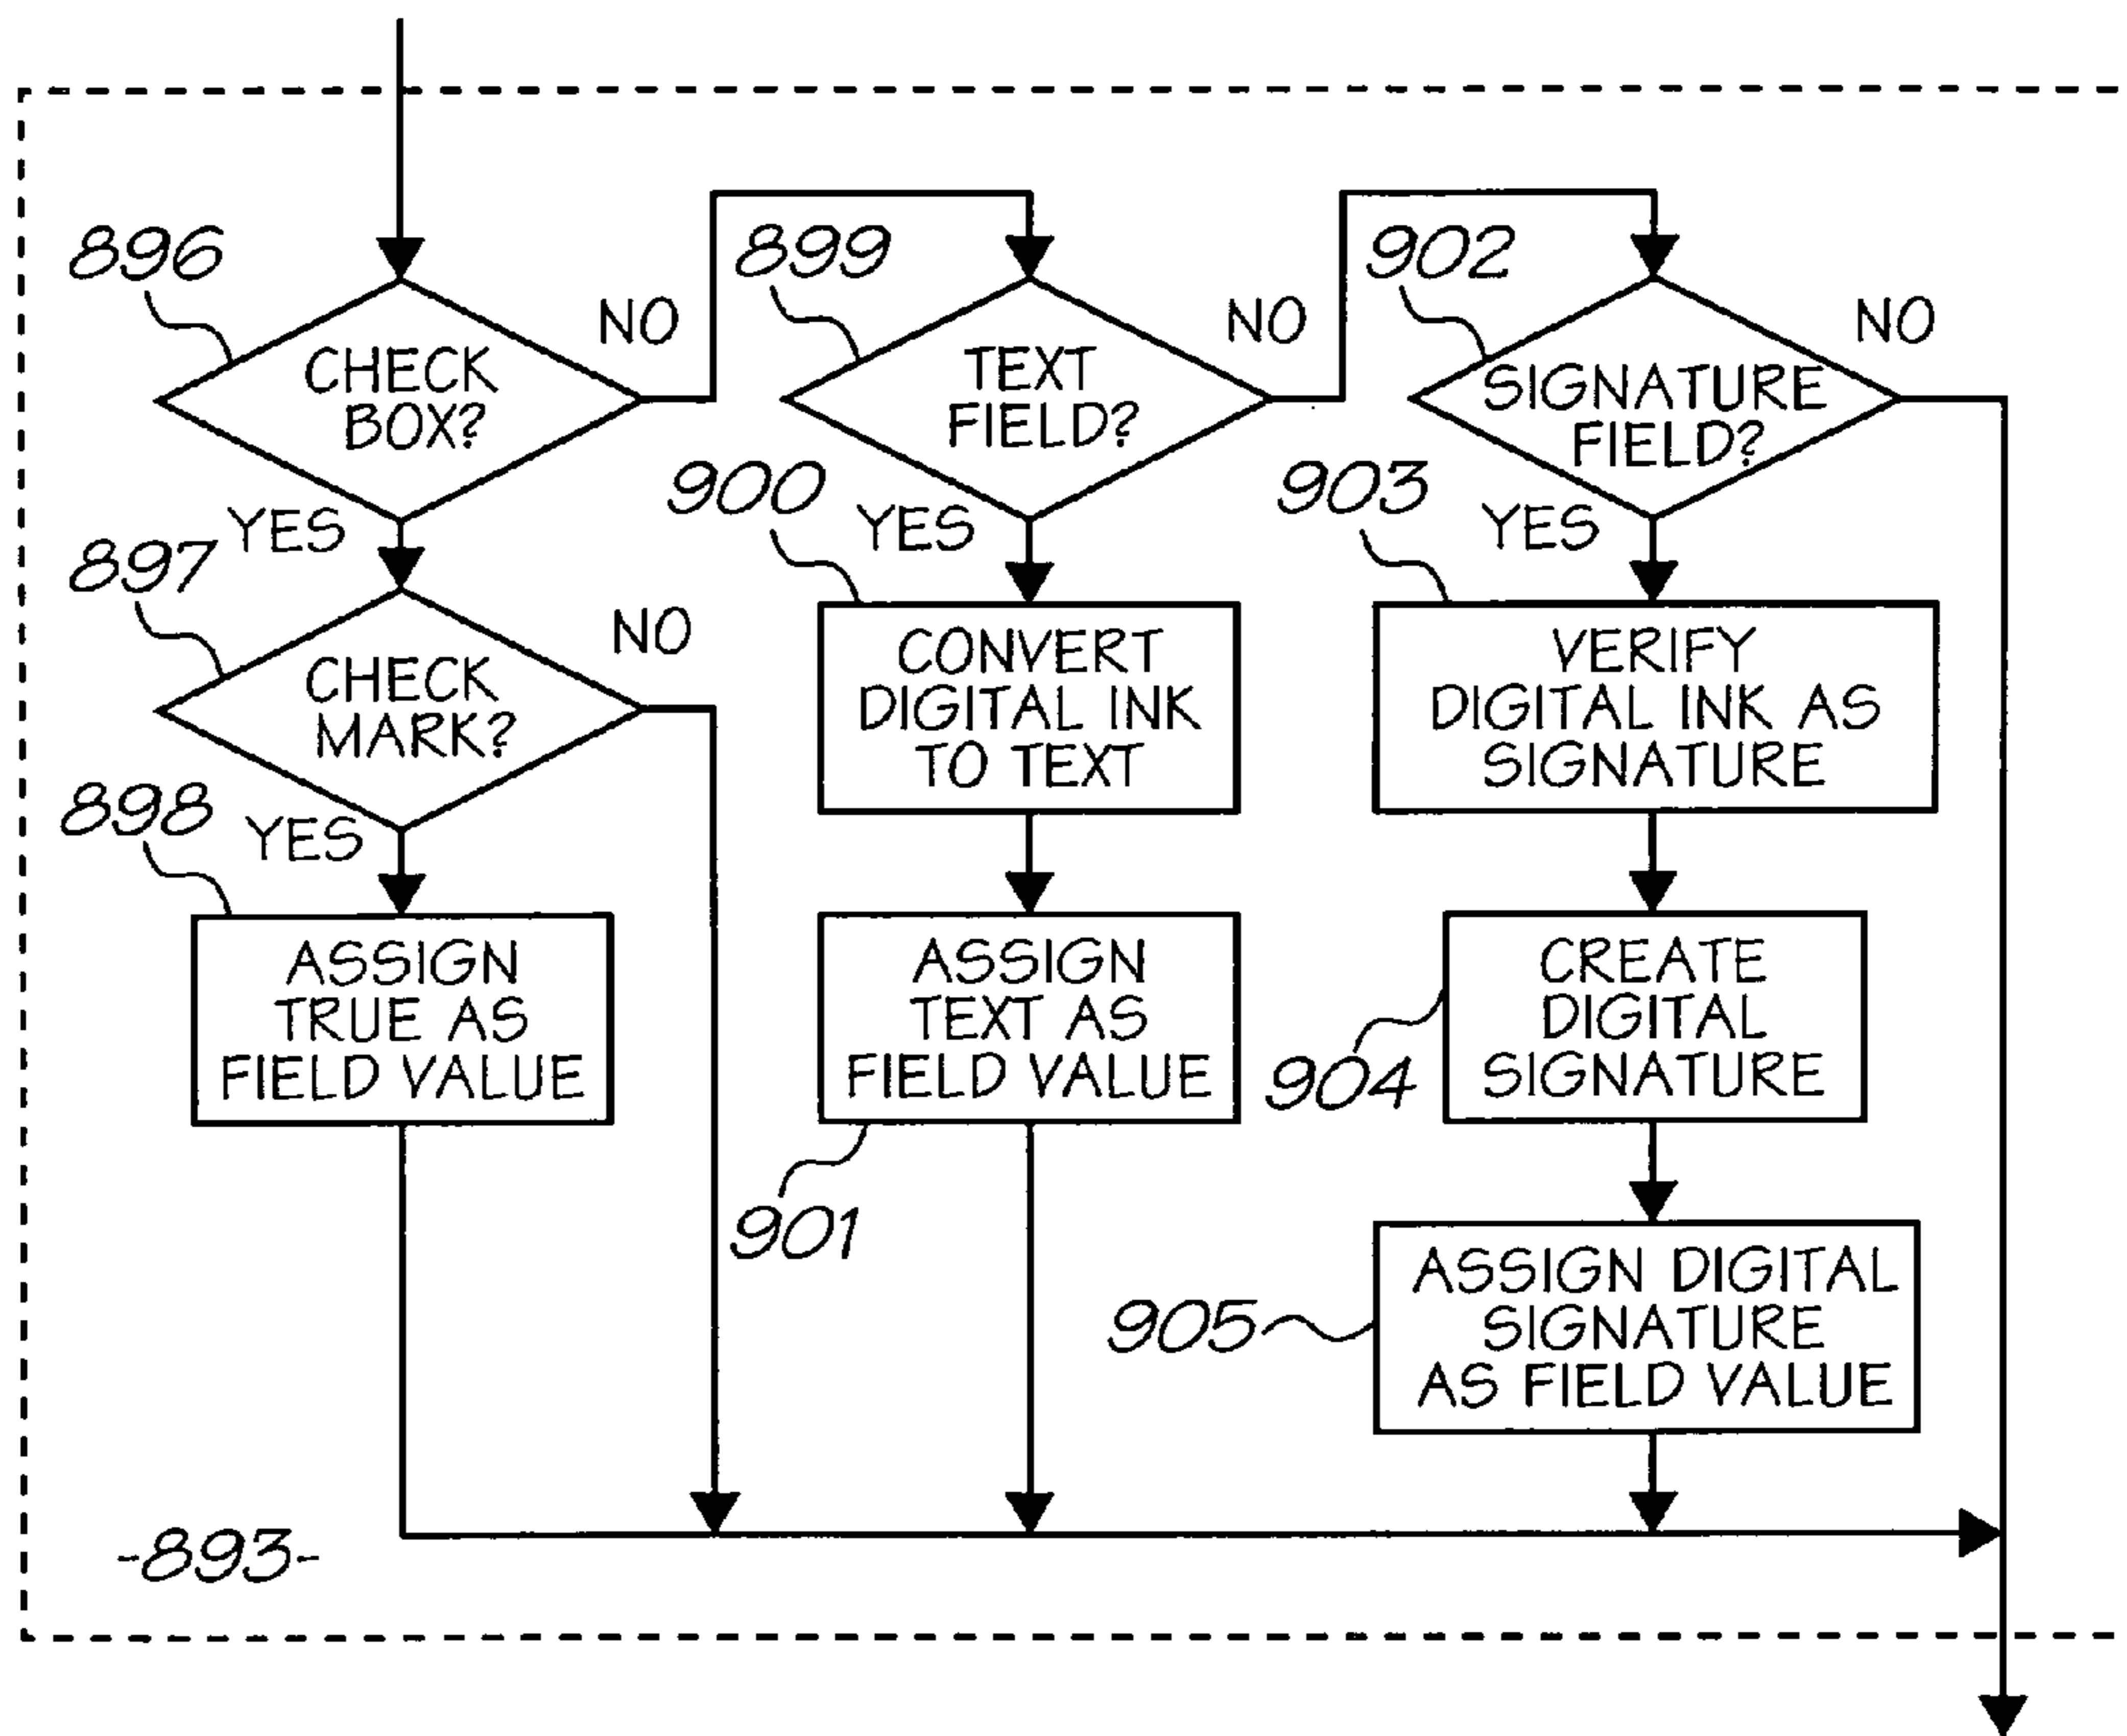 896
CHECK
BOX?
NO
YES
897
CHECK
MARK?
NO
YES
898
ASSIGN
TRUE AS
FIELD VALUE
899
TEXT
FIELD?
NO
YES
900
CONVERT
DIGITAL INK
TO TEXT
ASSIGN
TEXT AS
FIELD VALUE
901
902
SIGNATURE
FIELD?
NO
YES
903
VERIFY
DIGITAL INK AS
SIGNATURE
CREATE
DIGITAL
SIGNATURE
904
ASSIGN DIGITAL
SIGNATURE
AS FIELD VALUE
905
-893-